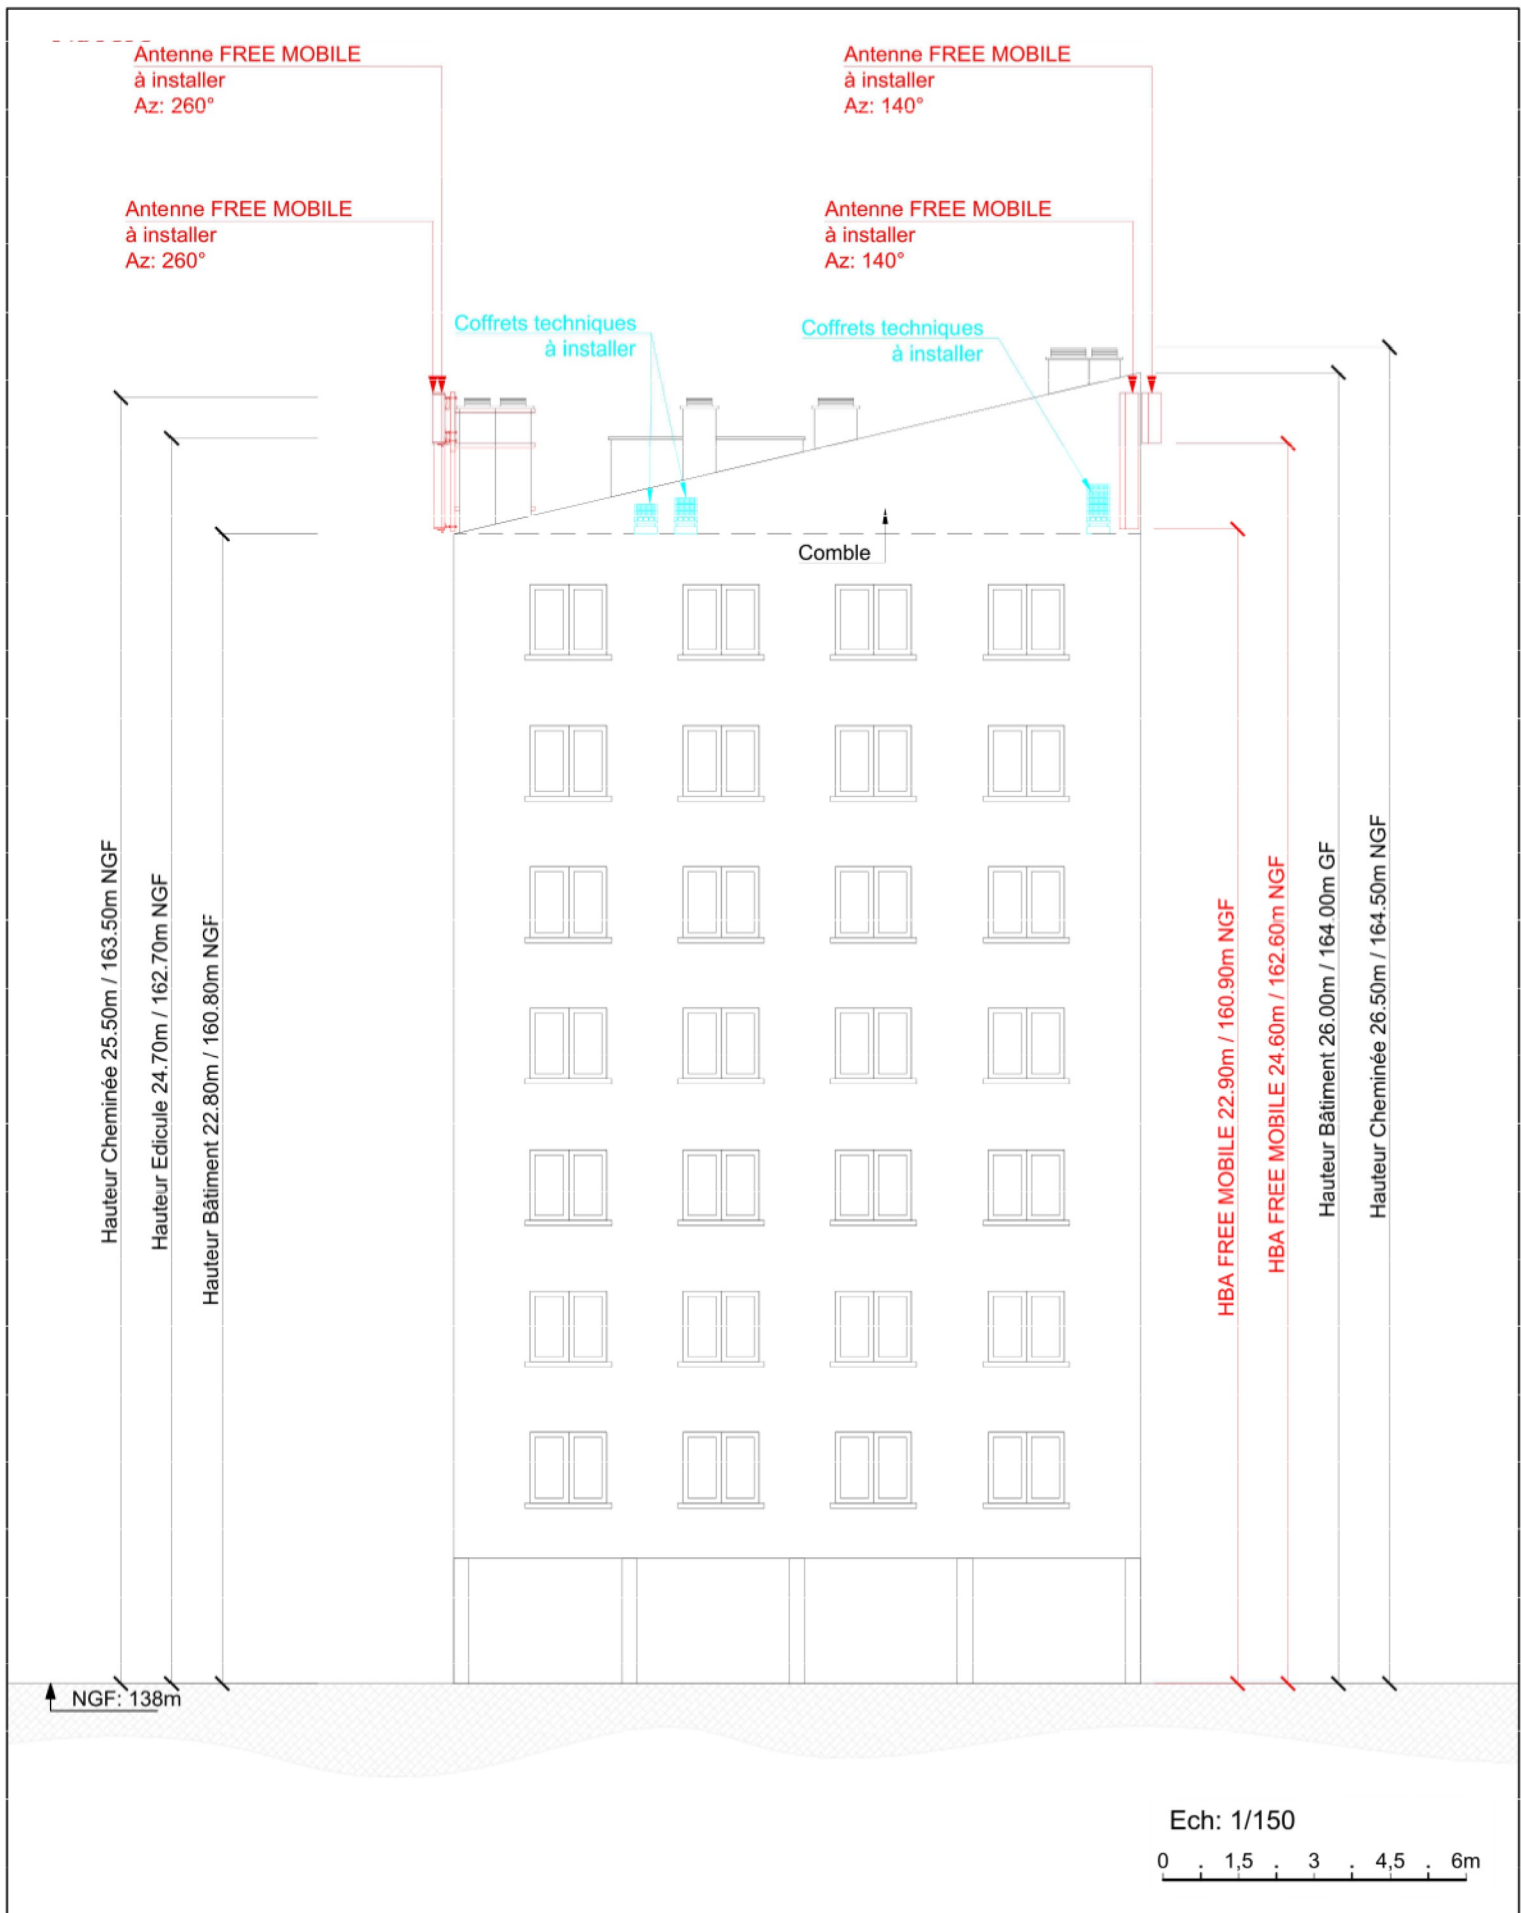 Antenne FREE MOBILE
à installer
Az: 260°
Antenne FREE MOBILE
à installer
Az: 140°
Antenne FREE MOBILE
à installer
Az: 260°
Antenne FREE MOBILE
à installer
Az: 140°
Coffrets techniques
à installer
Coffrets techniques
à installer
Comble
Hauteur Cheminée 25.50m / 163.50m NGF
Hauteur Edicule 24.70m / 162.70m NGF
Hauteur Bâtiment 22.80m / 160.80m NGF
HBA FREE MOBILE 22.90m / 160.90m NGF
HBA FREE MOBILE 24.60m / 162.60m NGF
Hauteur Bâtiment 26.00m / 164.00m GF
Hauteur Cheminée 26.50m / 164.50m NGF
NGF: 138m
Ech: 1/150
0 1,5 3 4,5 6m